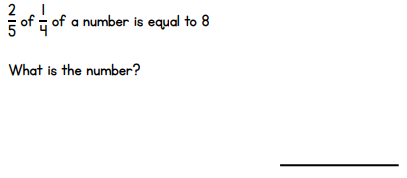 2/5 of 1/4 of a number is equal to 8
What is the number?